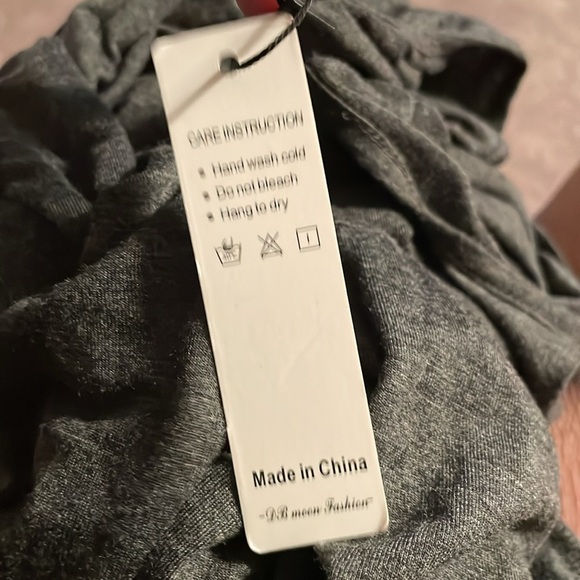 CARE INSTRUCTION
• Hand wash cold
• Do not bleach
• Hang to dry
Made in China
-DB moon Fashion-